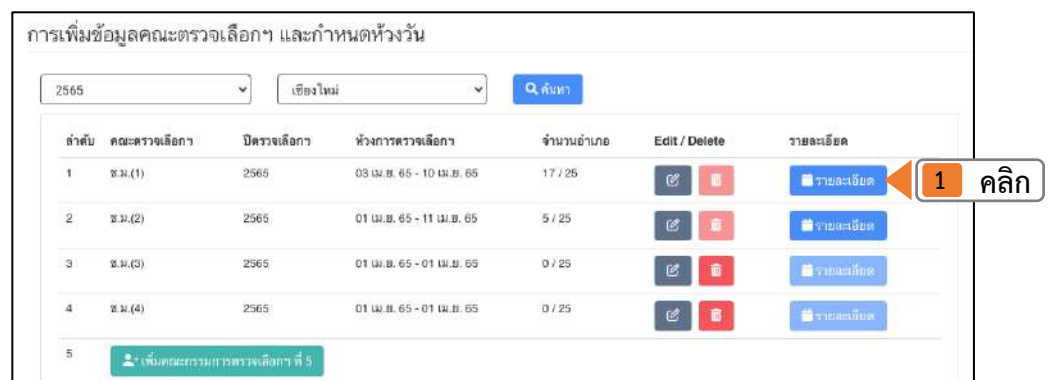 การเพิ่มข้อมูลคณะตรวจเลือกฯ และกำหนดห้วงวัน
2565 เชียงใหม่ ค้นหา
ลำดับ คณะตรวจเลือกฯ ปีตรวจเลือกฯ ห้วงการตรวจเลือกฯ จำนวนอำเภอ Edit / Delete รายละเอียด
1 ช.ม.(1) 2565 03 เม.ย. 65 - 10 เม.ย. 65 17 / 25 รายละเอียด 1 คลิก
2 ช.ม.(2) 2565 01 เม.ย. 65 - 11 เม.ย. 65 5 / 25 รายละเอียด
3 ช.ม.(3) 2565 01 เม.ย. 65 - 01 เม.ย. 65 0 / 25 รายละเอียด
4 ช.ม.(4) 2565 01 เม.ย. 65 - 01 เม.ย. 65 0 / 25 รายละเอียด
5 เพิ่มคณะกรรมการตรวจเลือกฯ ที่ 5